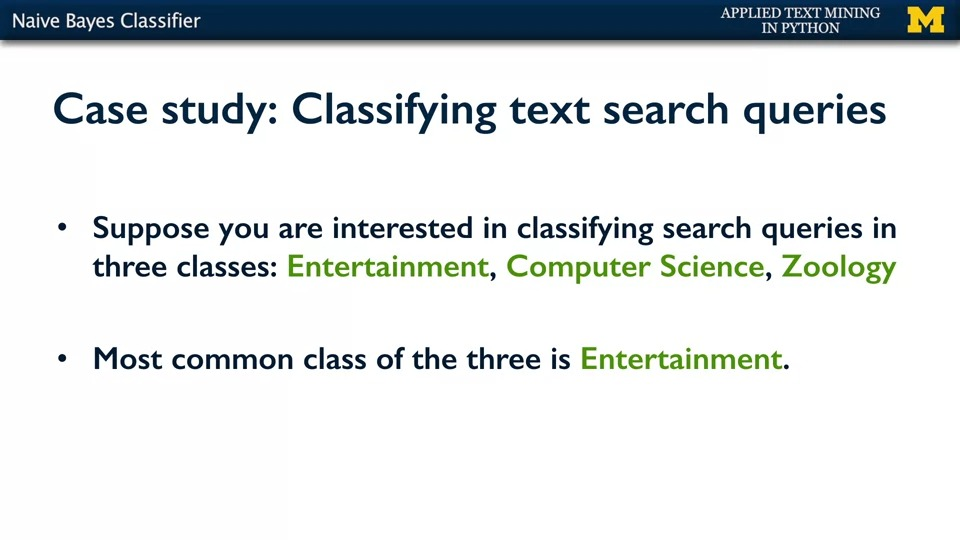 Naive Bayes Classifier
APPLIED TEXT MINING
IN PYTHON
M
Case study: Classifying text search queries
• Suppose you are interested in classifying search queries in
three classes: Entertainment, Computer Science, Zoology
• Most common class of the three is Entertainment.